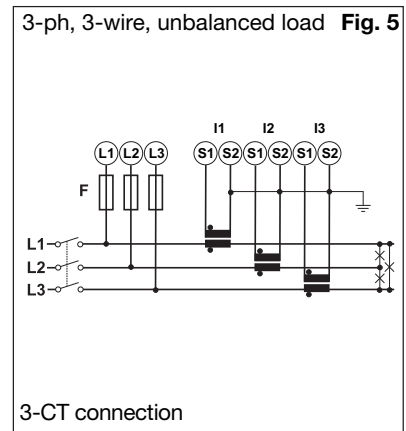 3-ph, 3-wire, unbalanced load Fig. 5
I1 I2 I3
L1 L2 L3 S1 S2 S1 S2 S1 S2
F
L1
L2
L3
3-CT connection